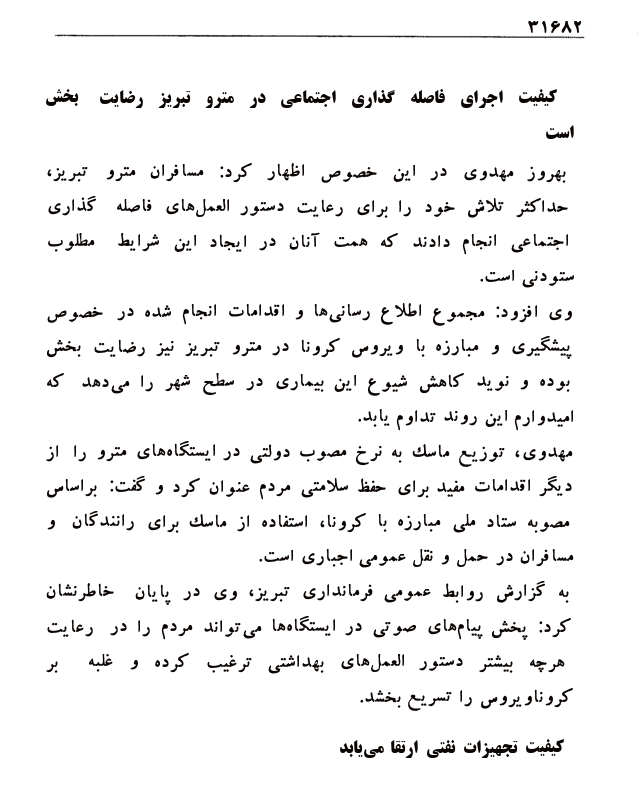 ۳۱۶۸۲
کیفیت اجرای فاصله گذاری اجتماعی در مترو تبریز رضایت بخش
است
بهروز مهدوی در این خصوص اظهار کرد: مسافران مترو تبریز،
حداکثر تلاش خود را برای رعایت دستور العمل‌های فاصله گذاری
اجتماعی انجام دادند که همت آنان در ایجاد این شرایط مطلوب
ستودنی است.
وی افزود: مجموع اطلاع رسانی‌ها و اقدامات انجام شده در خصوص
پیشگیری و مبارزه با ویروس کرونا در مترو تبریز نیز رضایت بخش
بوده و نوید کاهش شیوع این بیماری در سطح شهر را می‌دهد که
امیدوارم این روند تداوم یابد.
مهدوی، توزیع ماسک به نرخ مصوب دولتی در ایستگاه‌های مترو را از
دیگر اقدامات مفید برای حفظ سلامتی مردم عنوان کرد و گفت: براساس
مصوبه ستاد ملی مبارزه با کرونا، استفاده از ماسک برای رانندگان و
مسافران در حمل و نقل عمومی اجباری است.
به گزارش روابط عمومی فرمانداری تبریز، وی در پایان خاطرنشان
کرد: پخش پیام‌های صوتی در ایستگاه‌ها می‌تواند مردم را در رعایت
هرچه بیشتر دستور العمل‌های بهداشتی ترغیب کرده و غلبه بر
کروناویروس را تسریع بخشد.
کیفیت تجهیزات نفتی ارتقا می‌یابد